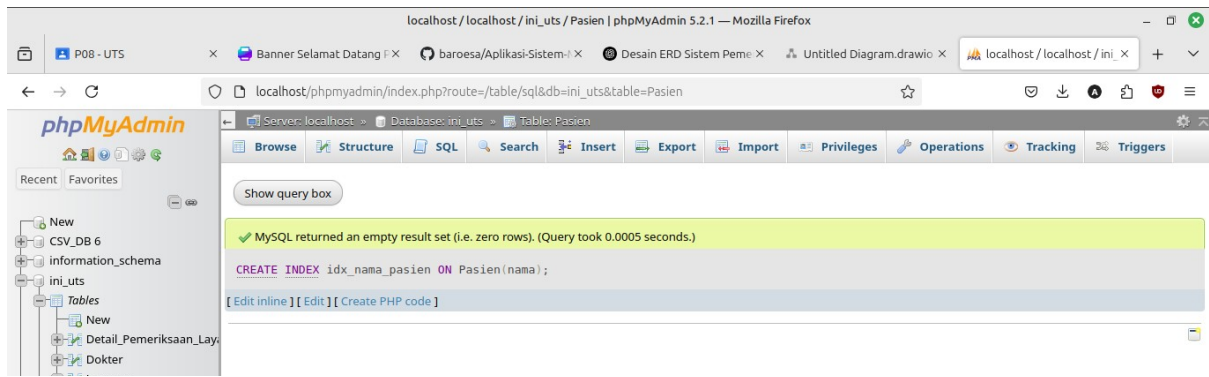 localhost / localhost / ini_uts / Pasien | phpMyAdmin 5.2.1 — Mozilla Firefox
P08 - UTS
Banner Selamat Datang P
baroesa/Aplikasi-Sistem-
Desain ERD Sistem Peme
Untitled Diagram.drawio
localhost / localhost / ini_
localhost/phpmyadmin/index.php?route=/table/sql&db=ini_uts&table=Pasien
phpMyAdmin
Recent Favorites
New
CSV_DB 6
information_schema
ini_uts
Tables
New
Detail_Pemeriksaan_Laya
Dokter
Server: localhost » Database: ini_uts » Table: Pasien
Browse Structure SQL Search Insert Export Import Privileges Operations Tracking Triggers
Show query box
MySQL returned an empty result set (i.e. zero rows). (Query took 0.0005 seconds.)
CREATE INDEX idx_nama_pasien ON Pasien(nama);
[ Edit inline ] [ Edit ] [ Create PHP code ]